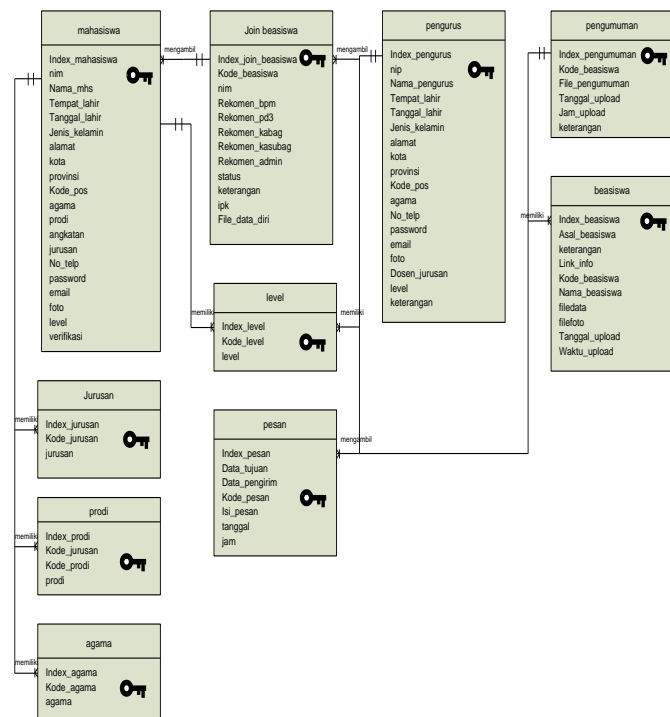 mahasiswa
Index_mahasiswa
nim
Nama_mhs
Tempat_lahir
Tanggal_lahir
Jenis_kelamin
alamat
kota
provinsi
Kode_pos
agama
prodi
angkatan
jurusan
No_telp
password
email
foto
level
verifikasi
mengambil
Join beasiswa
Index_join_beasiswa
Kode_beasiswa
nim
Rekomen_bpm
Rekomen_pd3
Rekomen_kabag
Rekomen_kasubag
Rekomen_admin
status
keterangan
ipk
File_data_diri
mengambil
pengurus
Index_pengurus
nip
Nama_pengurus
Tempat_lahir
Tanggal_lahir
Jenis_kelamin
alamat
kota
provinsi
Kode_pos
agama
No_telp
password
email
foto
Dosen_jurusan
level
keterangan
pengumuman
Index_pengumuman
Kode_beasiswa
File_pengumuman
Tanggal_upload
Jam_upload
keterangan
memiliki
beasiswa
Index_beasiswa
Asal_beasiswa
keterangan
Link_info
Kode_beasiswa
Nama_beasiswa
filedata
filefoto
Tanggal_upload
Waktu_upload
memiliki
level
Index_level
Kode_level
level
memiliki
memiliki
Jurusan
Index_jurusan
Kode_jurusan
jurusan
pesan
Index_pesan
Data_tujuan
Data_pengirim
Kode_pesan
Isi_pesan
tanggal
jam
mengambil
memiliki
prodi
Index_prodi
Kode_jurusan
Kode_prodi
prodi
memiliki
agama
Index_agama
Kode_agama
agama